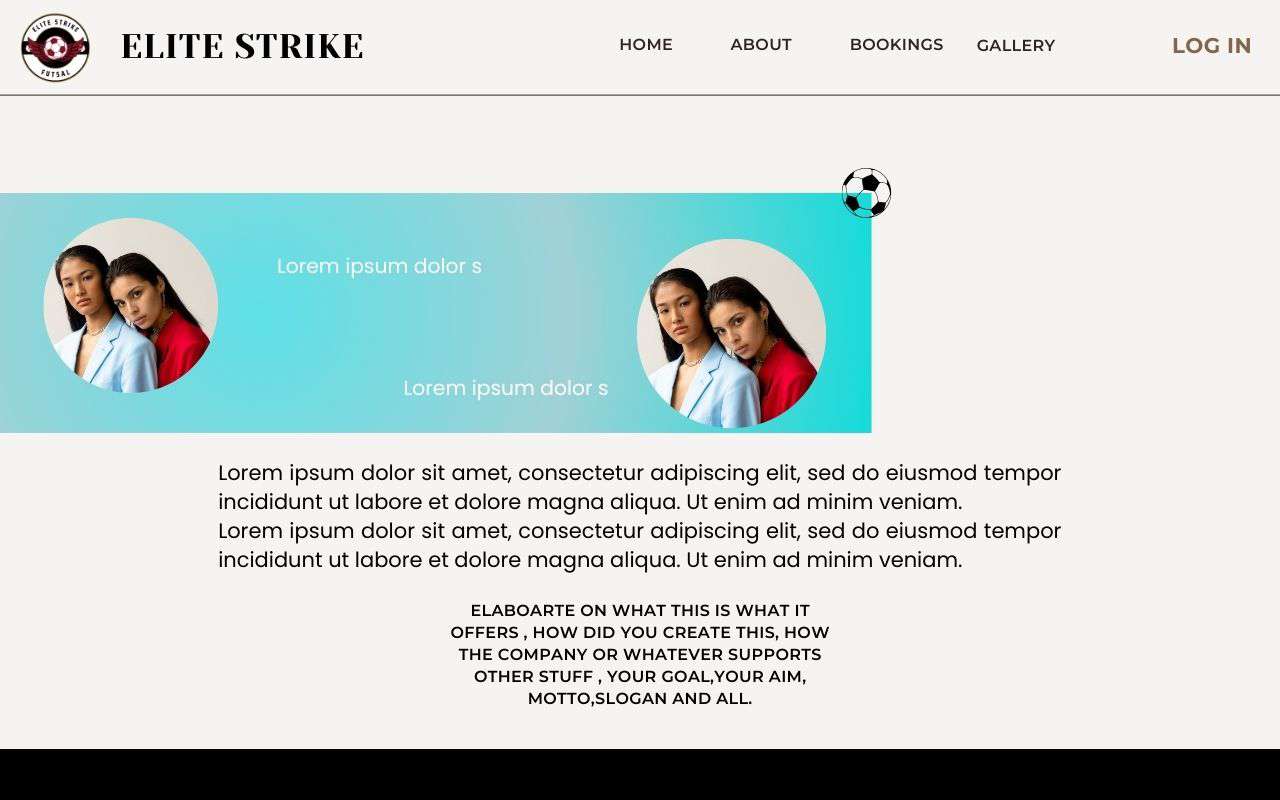 ELITE STRIKE
FUTSAL
ELITE STRIKE
HOME
ABOUT
BOOKINGS
GALLERY
LOG IN
Lorem ipsum dolor s
Lorem ipsum dolor s
Lorem ipsum dolor sit amet, consectetur adipiscing elit, sed do eiusmod tempor
incididunt ut labore et dolore magna aliqua. Ut enim ad minim veniam.
Lorem ipsum dolor sit amet, consectetur adipiscing elit, sed do eiusmod tempor
incididunt ut labore et dolore magna aliqua. Ut enim ad minim veniam.
ELABOARTE ON WHAT THIS IS WHAT IT
OFFERS , HOW DID YOU CREATE THIS, HOW
THE COMPANY OR WHATEVER SUPPORTS
OTHER STUFF , YOUR GOAL,YOUR AIM,
MOTTO,SLOGAN AND ALL.